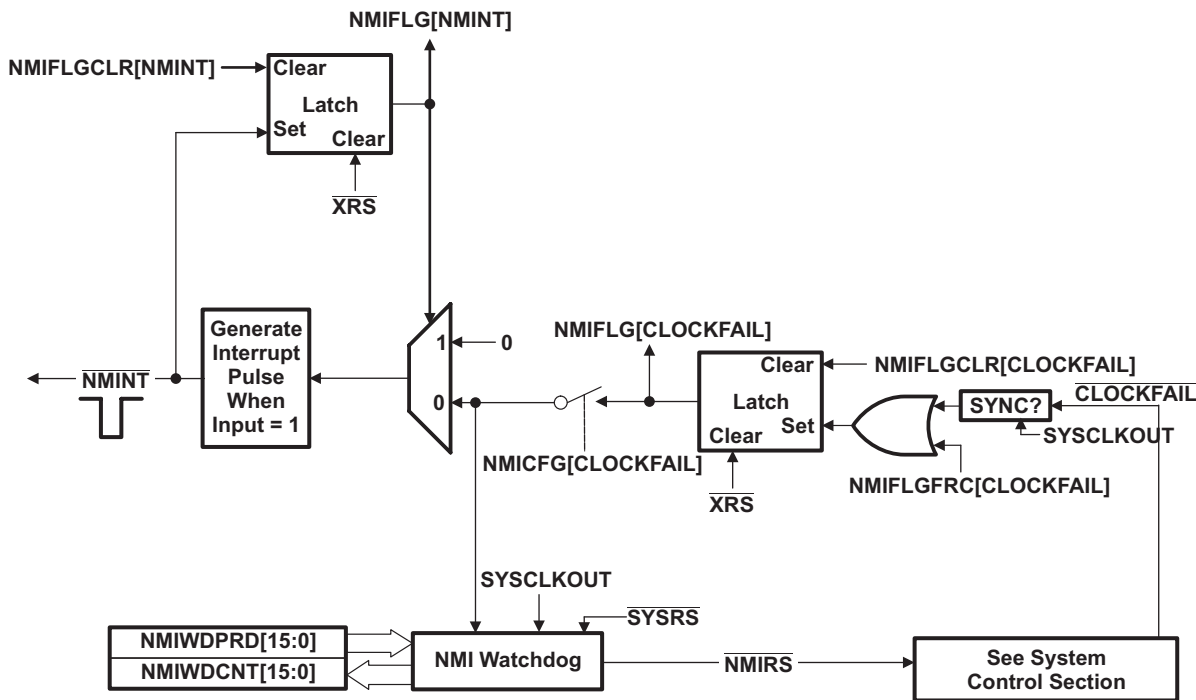 NMIFLG[NMINT]
NMIFLGCLR[NMINT]
Clear
Latch
Set
Clear
XRS
Generate
Interrupt
Pulse
When
Input = 1
NMINT
1
0
0
NMIFLG[CLOCKFAIL]
NMICFG[CLOCKFAIL]
Clear
Latch
Set
Clear
XRS
NMIFLGCLR[CLOCKFAIL]
CLOCKFAIL
SYNC?
SYSCLKOUT
NMIFLGFRC[CLOCKFAIL]
SYSCLKOUT
SYSRS
NMIWDPRD[15:0]
NMIWDCNT[15:0]
NMI Watchdog
NMIRS
See System
Control Section